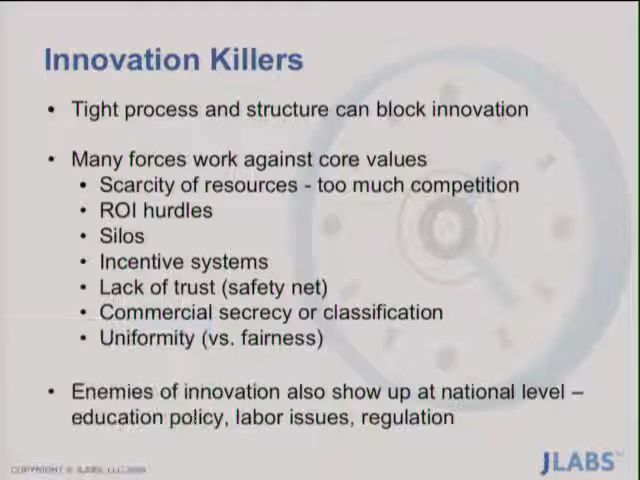 Innovation Killers
• Tight process and structure can block innovation
• Many forces work against core values
• Scarcity of resources - too much competition
• ROI hurdles
• Silos
• Incentive systems
• Lack of trust (safety net)
• Commercial secrecy or classification
• Uniformity (vs. fairness)
• Enemies of innovation also show up at national level –
education policy, labor issues, regulation
COPYRIGHT © JLABS, LLC
JLABS